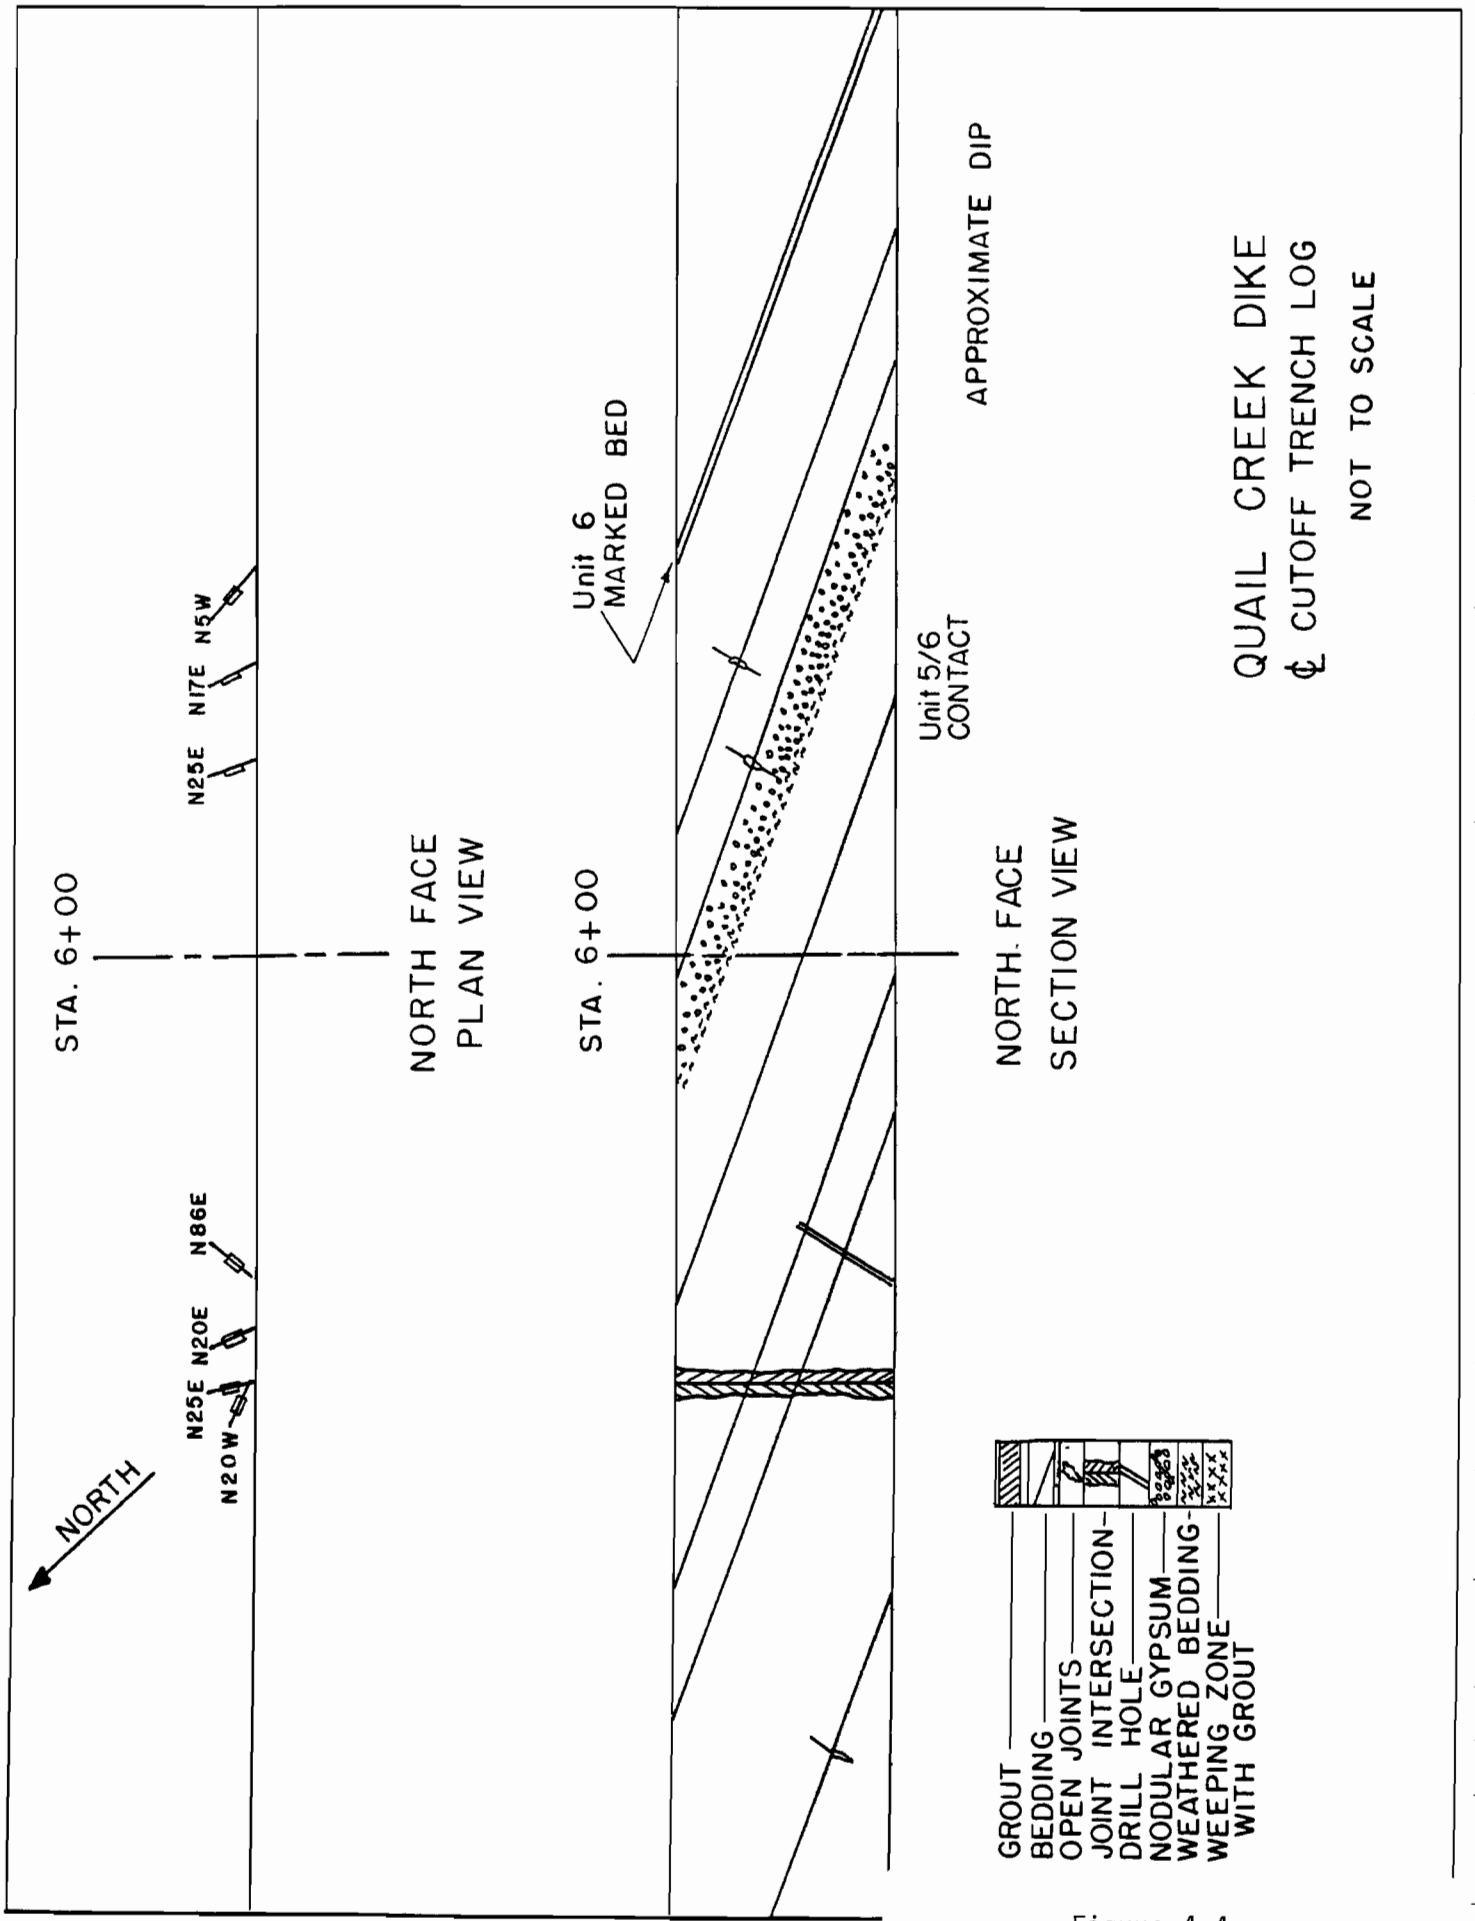 STA. 6+00
NORTH
N20W
N25E
N20E
N86E
N25E
N17E
N5W
NORTH FACE
PLAN VIEW
STA. 6+00
Unit 6
MARKED BED
Unit 5/6
CONTACT
APPROXIMATE DIP
NORTH. FACE
SECTION VIEW
GROUT
BEDDING
OPEN JOINTS
JOINT INTERSECTION
DRILL HOLE
NODULAR GYPSUM
WEATHERED BEDDING
WEEPING ZONE
WITH GROUT
QUAIL CREEK DIKE
℄ CUTOFF TRENCH LOG
NOT TO SCALE